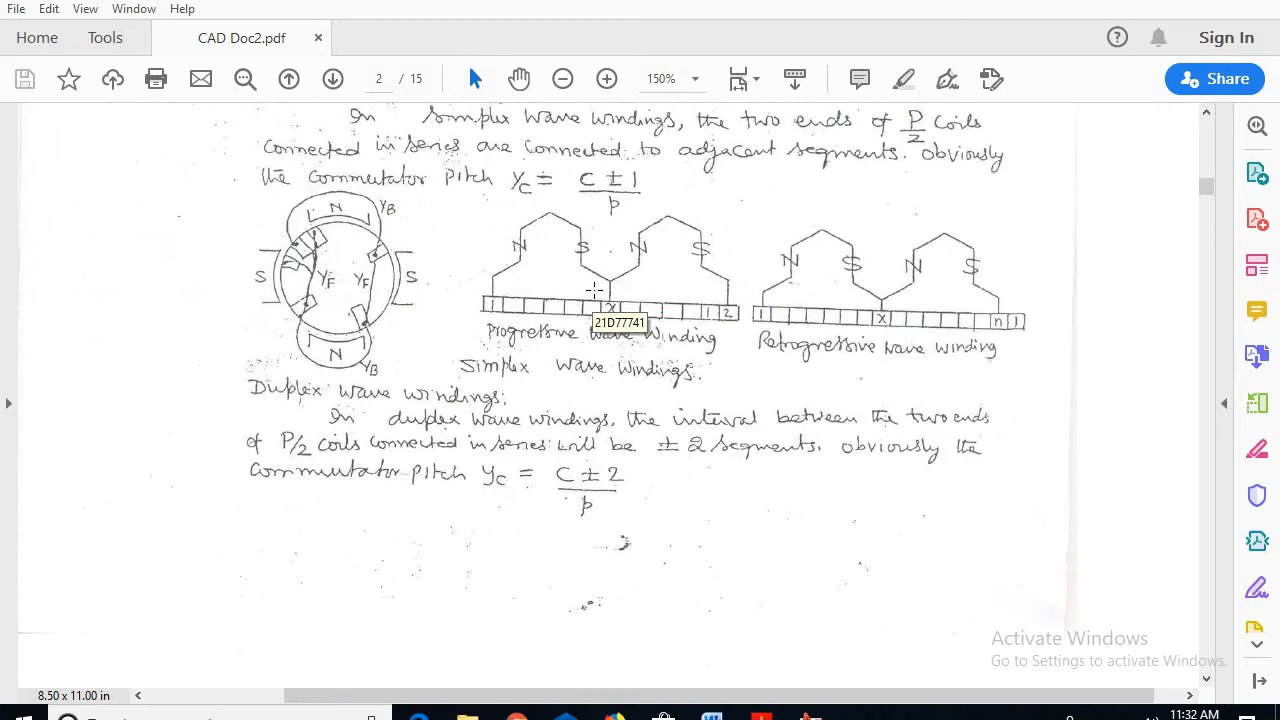 File Edit View Window Help
Home Tools CAD Doc2.pdf × Sign In
2 / 15 150% Share
In simplex wave windings, the two ends of P/2 Coils
Connected in series are connected to adjacent segments. obviously
the Commutator Pitch Yc = C ± 1 / p
N YB
S YF YF S
N YB
N S N S
N S N S
1 X 1 2
1 X n 1
21D77741
Progressive wave winding
Retrogressive wave winding
Simplex wave windings.
Duplex wave windings:
In duplex wave windings, the interval between the two ends
of P/2 coils connected in series will be ± 2 segments. obviously the
Commutator pitch Yc = C ± 2 / p
Activate Windows
Go to Settings to activate Windows.
8.50 x 11.00 in
11:32 AM